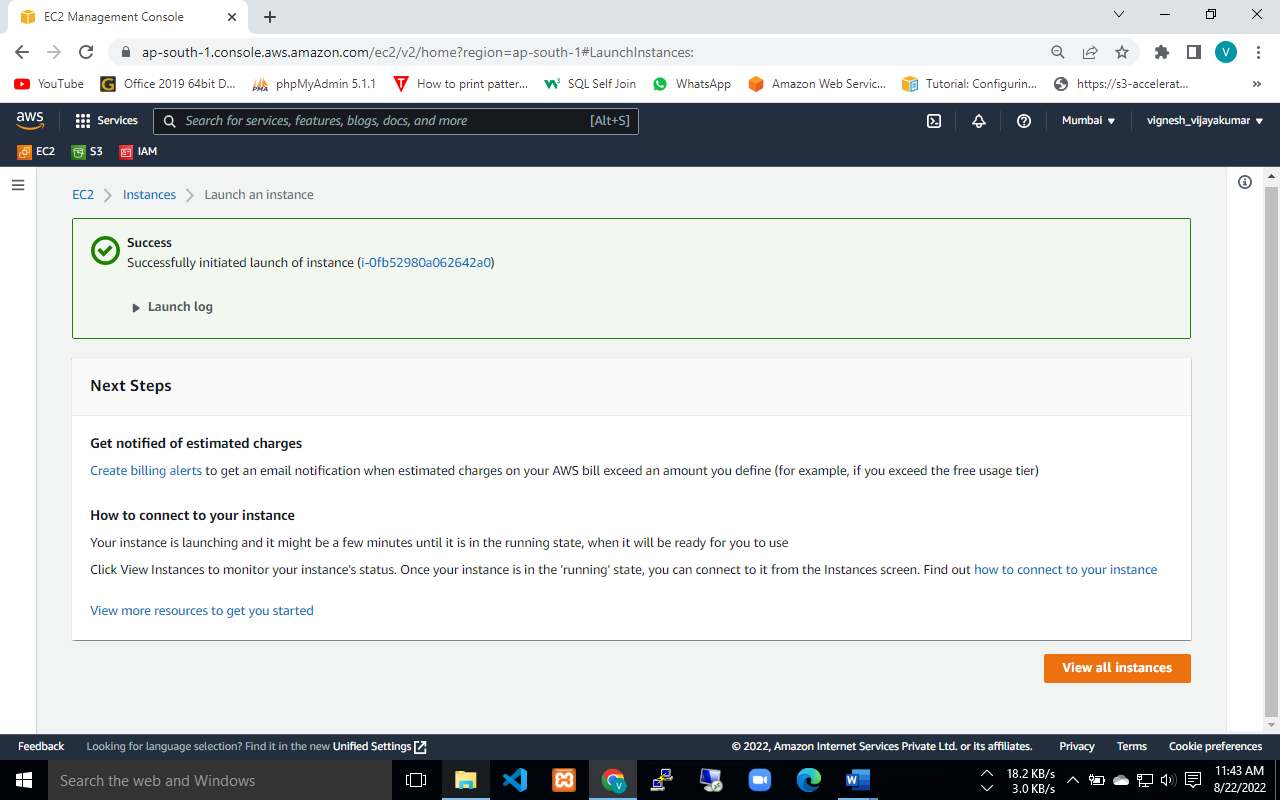 EC2 Management Console
ap-south-1.console.aws.amazon.com/ec2/v2/home?region=ap-south-1#LaunchInstances:
V
YouTube
Office 2019 64bit D...
phpMyAdmin 5.1.1
How to print patter...
SQL Self Join
WhatsApp
Amazon Web Servic...
Tutorial: Configurin...
https://s3-accelerat...
»
aws
Services
Search for services, features, blogs, docs, and more
[Alt+S]
Mumbai
vignesh_vijayakumar
EC2
S3
IAM
EC2
Instances
Launch an instance
Success
Successfully initiated launch of instance (i-0fb52980a062642a0)
Launch log
Next Steps
Get notified of estimated charges
Create billing alerts to get an email notification when estimated charges on your AWS bill exceed an amount you define (for example, if you exceed the free usage tier)
How to connect to your instance
Your instance is launching and it might be a few minutes until it is in the running state, when it will be ready for you to use
Click View Instances to monitor your instance's status. Once your instance is in the 'running' state, you can connect to it from the Instances screen. Find out how to connect to your instance
View more resources to get you started
View all instances
Feedback
Looking for language selection? Find it in the new Unified Settings
© 2022, Amazon Internet Services Private Ltd. or its affiliates.
Privacy
Terms
Cookie preferences
Search the web and Windows
18.2 KB/s
3.0 KB/s
11:43 AM
8/22/2022